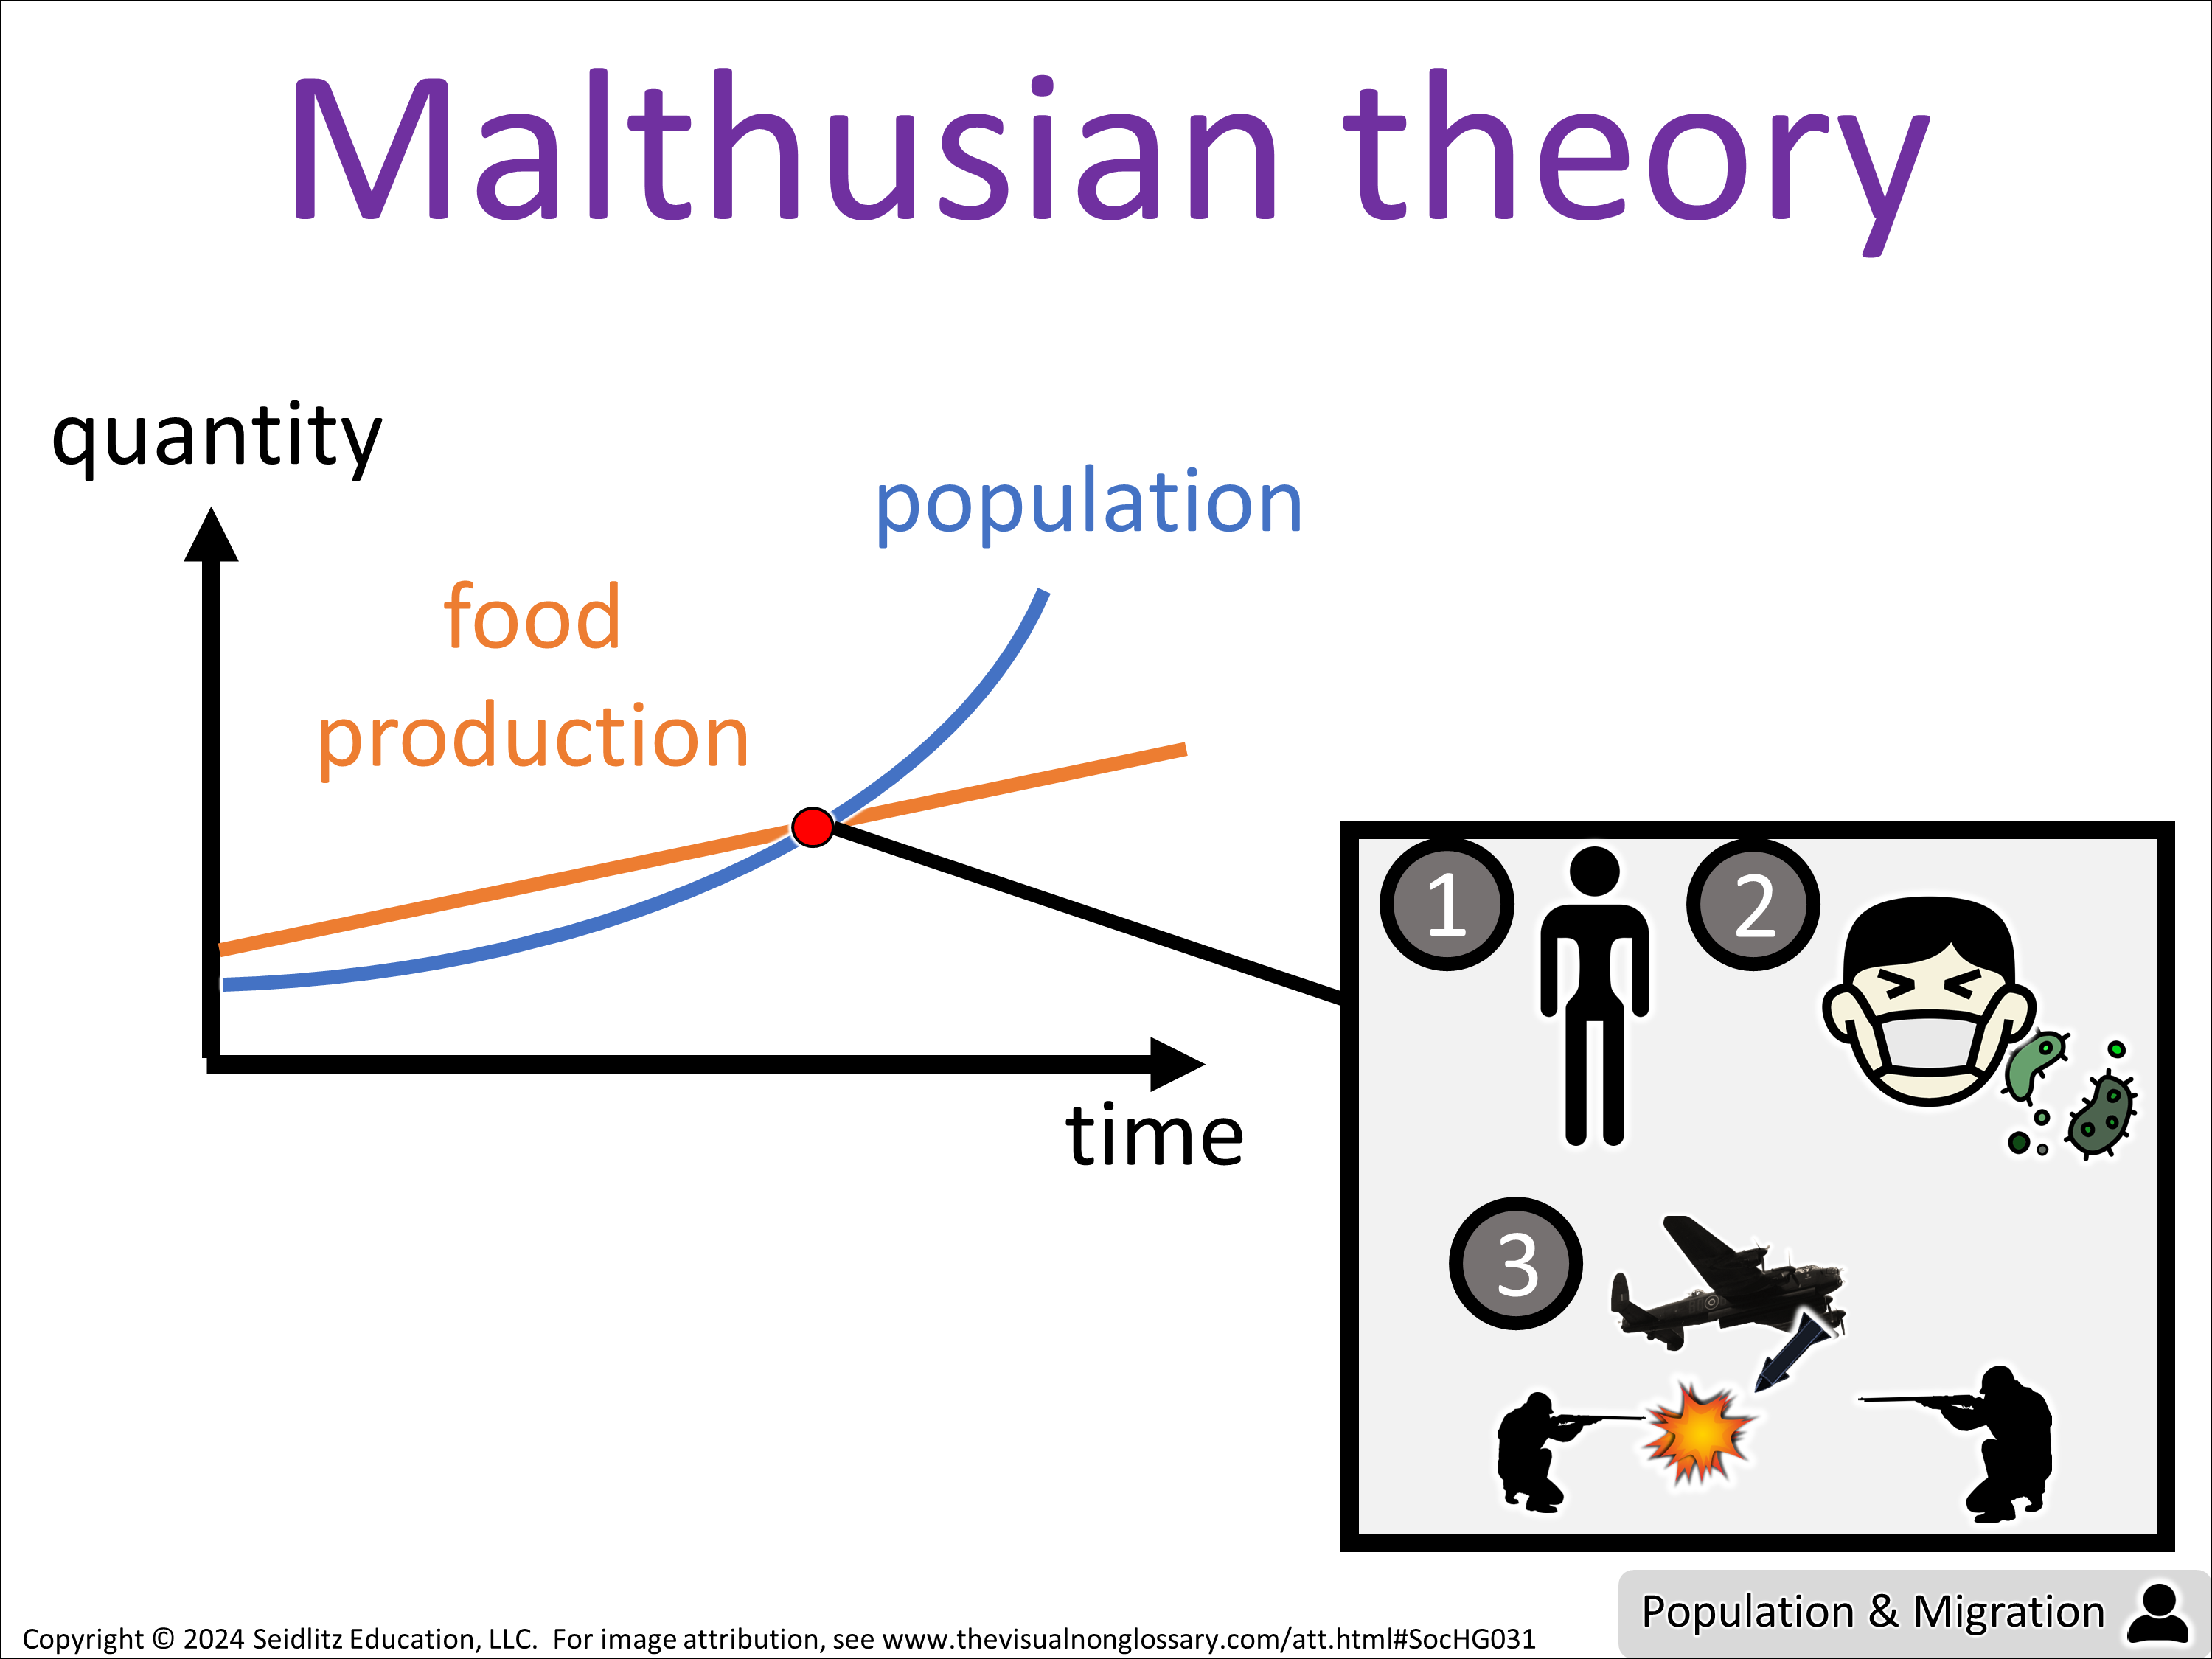 Malthusian theory
quantity
population
food
production
time
1
2
3
Population & Migration
Copyright © 2024 Seidlitz Education, LLC.  For image attribution, see www.thevisualnonglossary.com/att.html#SocHG031